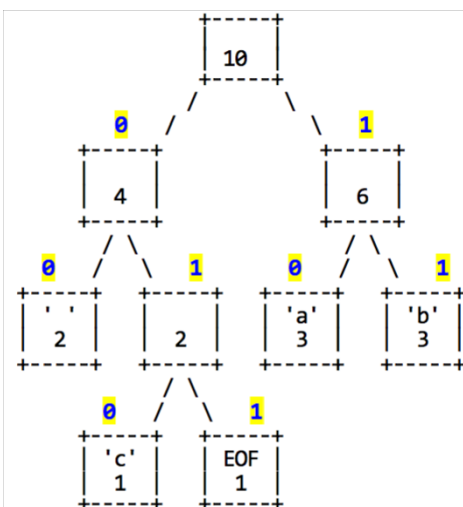 +-----+
|     |
| 10 |
+-----+
/ \
0 / \ 1
+-----+ +-----+
|     | |     |
| 4 | | 6 |
+-----+ +-----+
/ \ / \
0 / \ 1 0 / \ 1
+-----+ +-----+ +-----+ +-----+
| ' ' | |     | | 'a' | | 'b' |
| 2 | | 2 | | 3 | | 3 |
+-----+ +-----+ +-----+ +-----+
/ \
0 / \ 1
+-----+ +-----+
| 'c' | | EOF |
| 1 | | 1 |
+-----+ +-----+